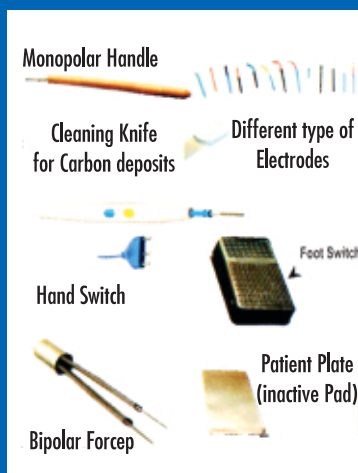 Monopolar Handle
Cleaning Knife
for Carbon deposits
Different type of
Electrodes
Foot Switch
Hand Switch
Patient Plate
(inactive Pad)
Bipolar Forcep